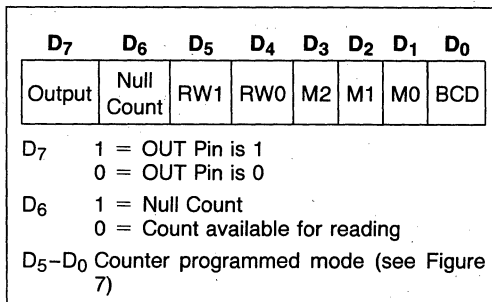 D7 D6 D5 D4 D3 D2 D1 D0
Output Null Count RW1 RW0 M2 M1 M0 BCD
D7 1 = OUT Pin is 1
0 = OUT Pin is 0
D6 1 = Null Count
0 = Count available for reading
D5–D0 Counter programmed mode (see Figure
7)